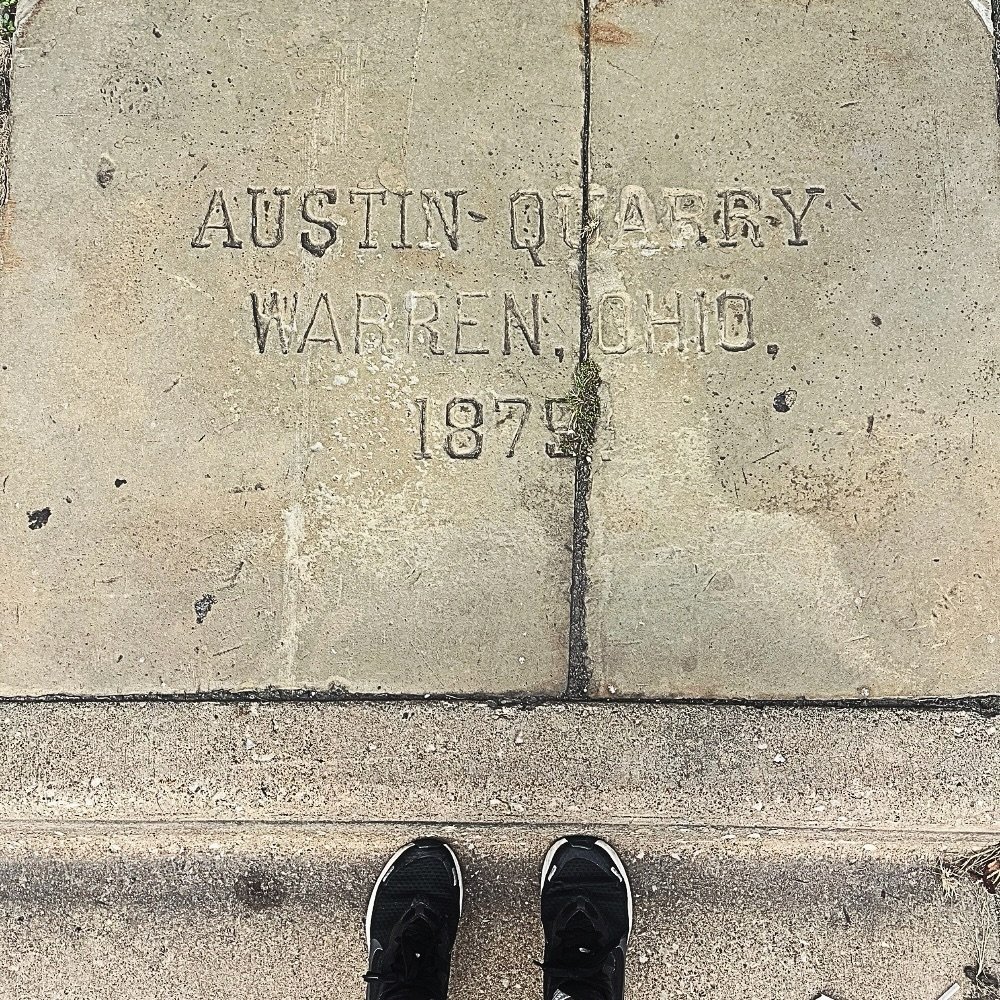 AUSTIN-QUARRY
WARREN, OHIO.
1879